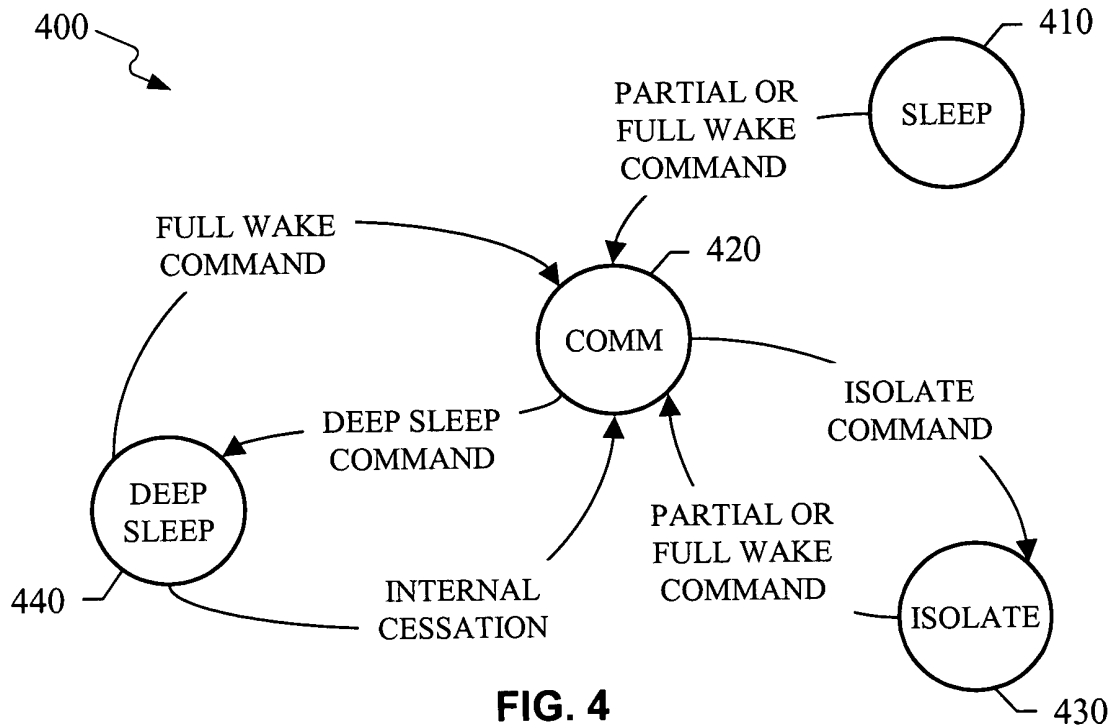 400
410
PARTIAL OR
FULL WAKE
COMMAND
SLEEP
FULL WAKE
COMMAND
420
COMM
ISOLATE
COMMAND
DEEP SLEEP
COMMAND
DEEP
SLEEP
PARTIAL OR
FULL WAKE
COMMAND
440
INTERNAL
CESSATION
ISOLATE
430
FIG. 4